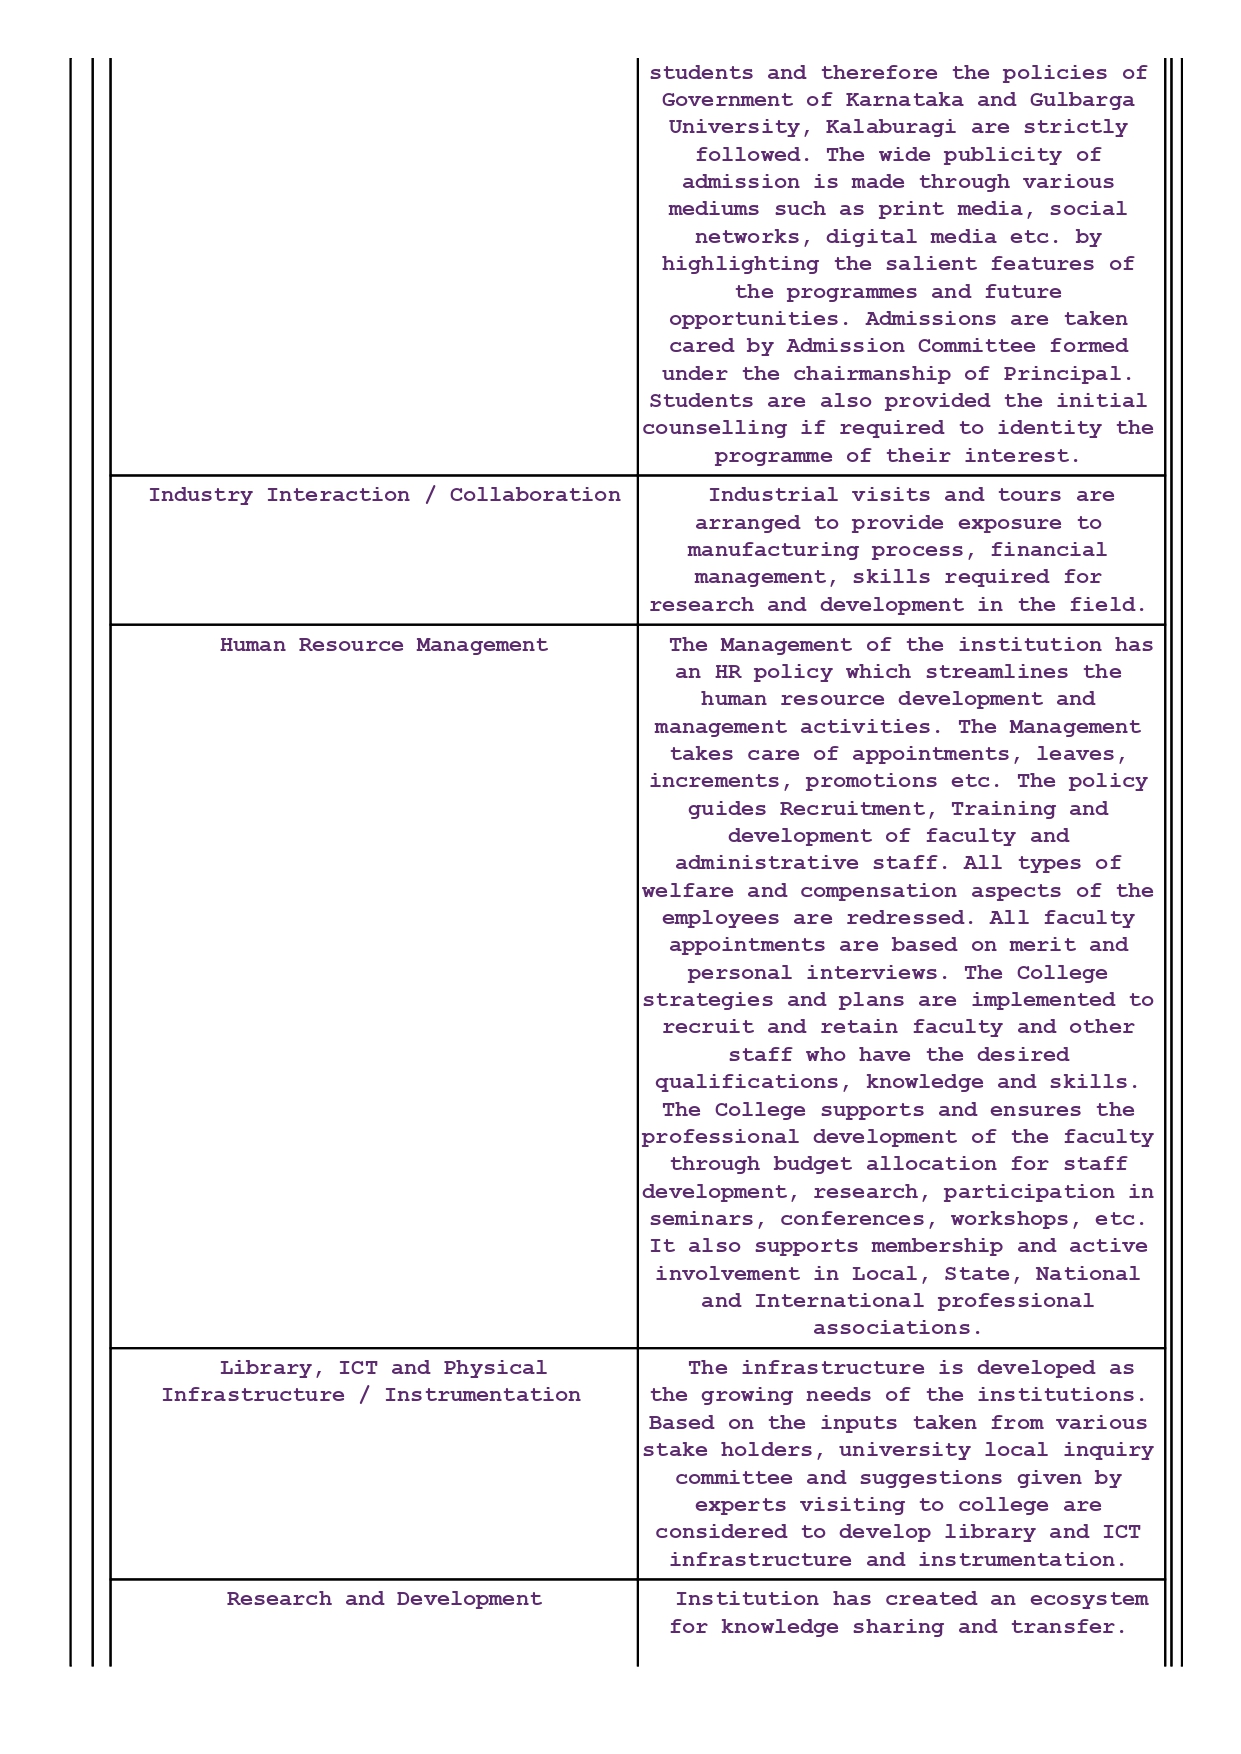 students and therefore the policies of
Government of Karnataka and Gulbarga
University, Kalaburagi are strictly
followed. The wide publicity of
admission is made through various
mediums such as print media, social
networks, digital media etc. by
highlighting the salient features of
the programmes and future
opportunities. Admissions are taken
cared by Admission Committee formed
under the chairmanship of Principal.
Students are also provided the initial
counselling if required to identity the
programme of their interest.
Industry Interaction / Collaboration
Industrial visits and tours are
arranged to provide exposure to
manufacturing process, financial
management, skills required for
research and development in the field.
Human Resource Management
The Management of the institution has
an HR policy which streamlines the
human resource development and
management activities. The Management
takes care of appointments, leaves,
increments, promotions etc. The policy
guides Recruitment, Training and
development of faculty and
administrative staff. All types of
welfare and compensation aspects of the
employees are redressed. All faculty
appointments are based on merit and
personal interviews. The College
strategies and plans are implemented to
recruit and retain faculty and other
staff who have the desired
qualifications, knowledge and skills.
The College supports and ensures the
professional development of the faculty
through budget allocation for staff
development, research, participation in
seminars, conferences, workshops, etc.
It also supports membership and active
involvement in Local, State, National
and International professional
associations.
Library, ICT and Physical
Infrastructure / Instrumentation
The infrastructure is developed as
the growing needs of the institutions.
Based on the inputs taken from various
stake holders, university local inquiry
committee and suggestions given by
experts visiting to college are
considered to develop library and ICT
infrastructure and instrumentation.
Research and Development
Institution has created an ecosystem
for knowledge sharing and transfer.